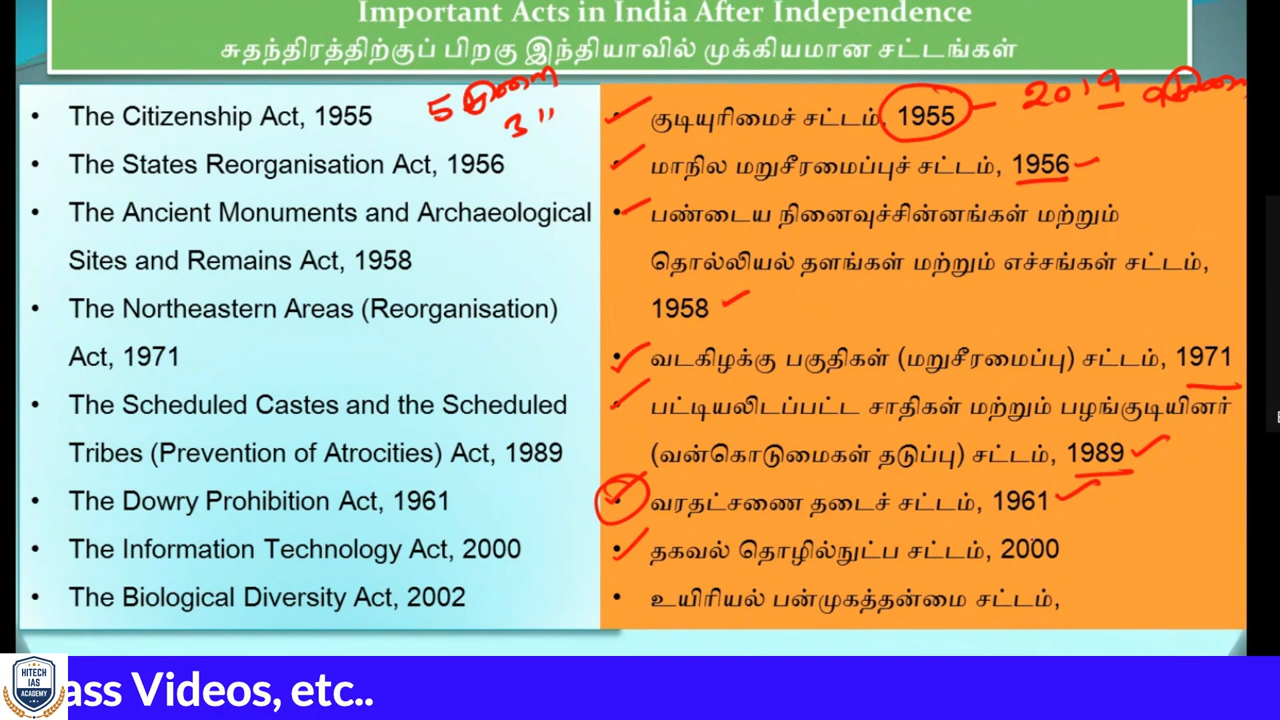 Important Acts in India After Independence
சுதந்திரத்திற்குப் பிறகு இந்தியாவில் முக்கியமான சட்டங்கள்
• The Citizenship Act, 1955
• The States Reorganisation Act, 1956
• The Ancient Monuments and Archaeological
Sites and Remains Act, 1958
• The Northeastern Areas (Reorganisation)
Act, 1971
• The Scheduled Castes and the Scheduled
Tribes (Prevention of Atrocities) Act, 1989
• The Dowry Prohibition Act, 1961
• The Information Technology Act, 2000
• The Biological Diversity Act, 2002
5
3 "
• குடியுரிமைச் சட்டம், 1955
2019
• மாநில மறுசீரமைப்புச் சட்டம், 1956
• பண்டைய நினைவுச்சின்னங்கள் மற்றும்
தொல்லியல் தளங்கள் மற்றும் எச்சங்கள் சட்டம்,
1958
• வடகிழக்கு பகுதிகள் (மறுசீரமைப்பு) சட்டம், 1971
• பட்டியலிடப்பட்ட சாதிகள் மற்றும் பழங்குடியினர்
(வன்கொடுமைகள் தடுப்பு) சட்டம், 1989
• வரதட்சணை தடைச் சட்டம், 1961
• தகவல் தொழில்நுட்ப சட்டம், 2000
• உயிரியல் பன்முகத்தன்மை சட்டம்,
HITECH
IAS
ACADEMY
ass Videos, etc..